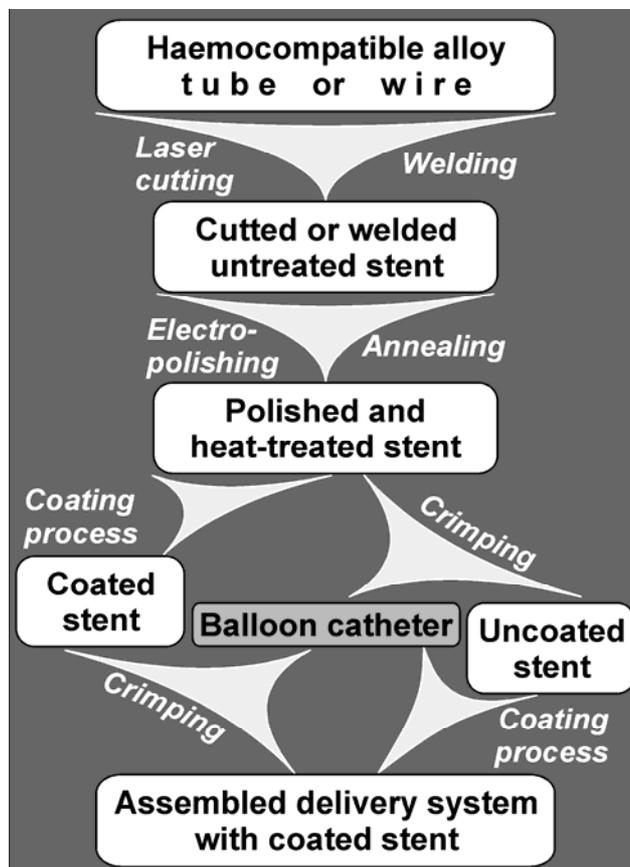 Haemocompatible alloy
tube or wire
Laser
cutting
Welding
Cutted or welded
untreated stent
Electro-
polishing
Annealing
Polished and
heat-treated stent
Coating
process
Crimping
Coated
stent
Balloon catheter
Uncoated
stent
Crimping
Coating
process
Assembled delivery system
with coated stent